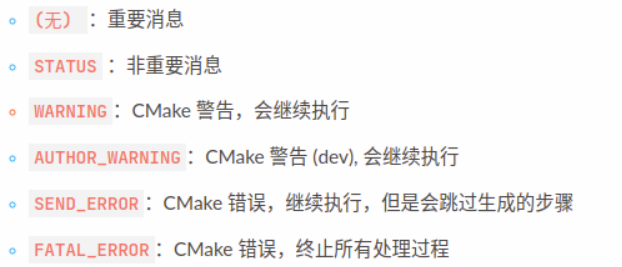 (无) ：重要消息
STATUS ：非重要消息
WARNING：CMake 警告，会继续执行
AUTHOR_WARNING：CMake 警告 (dev), 会继续执行
SEND_ERROR：CMake 错误，继续执行，但是会跳过生成的步骤
FATAL_ERROR：CMake 错误，终止所有处理过程